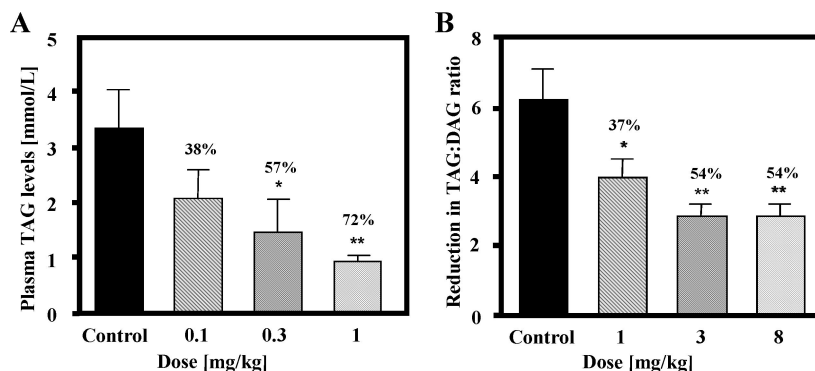 A
Plasma TAG levels [mmol/L]
5
4
3
2
1
0
38%
57%
*
72%
**
Control 0.1 0.3 1
Dose [mg/kg]
B
Reduction in TAG:DAG ratio
8
6
4
2
0
37%
*
54%
**
54%
**
Control 1 3 8
Dose [mg/kg]